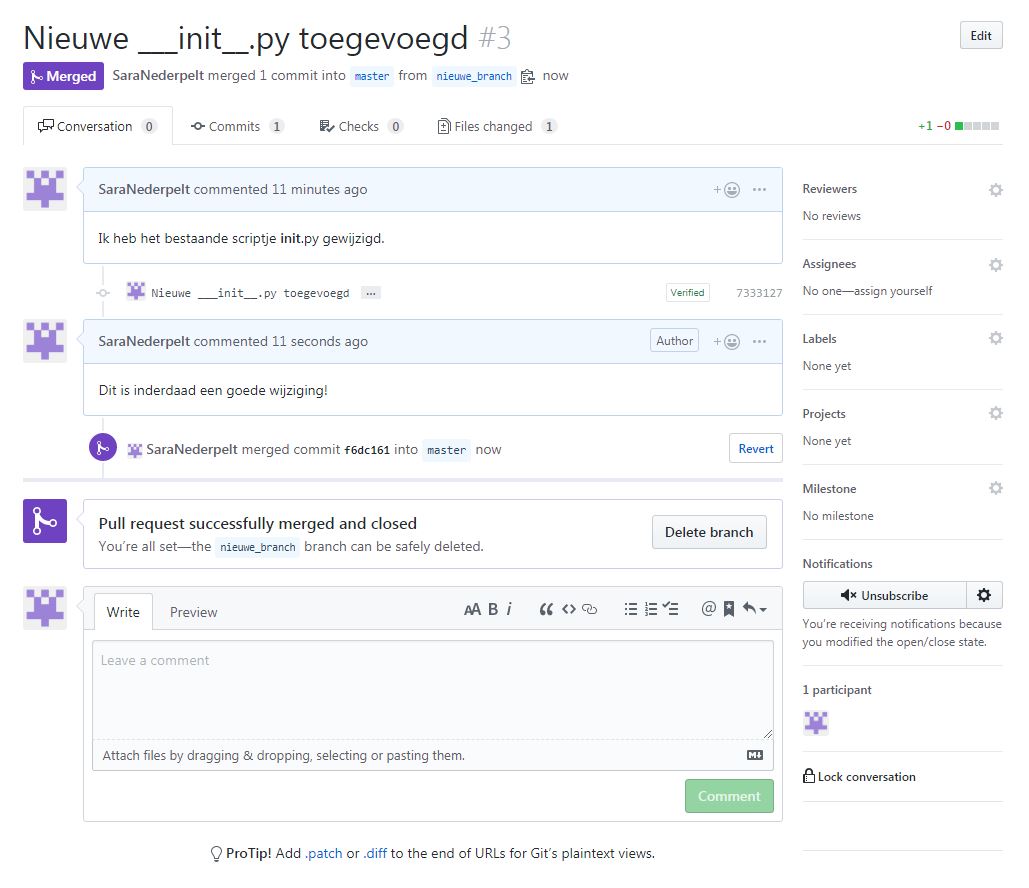 Nieuwe ___init__.py toegevoegd #3
Edit
Merged SaraNederpelt merged 1 commit into master from nieuwe_branch now
Conversation 0 Commits 1 Checks 0 Files changed 1
+1 −0
SaraNederpelt commented 11 minutes ago
Ik heb het bestaande scriptje init.py gewijzigd.
Nieuwe ___init__.py toegevoegd ...
Verified 7333127
SaraNederpelt commented 11 seconds ago
Author
Dit is inderdaad een goede wijziging!
SaraNederpelt merged commit f6dc161 into master now
Revert
Pull request successfully merged and closed
You're all set—the nieuwe_branch branch can be safely deleted.
Delete branch
Write Preview
AA B i
Leave a comment
Attach files by dragging & dropping, selecting or pasting them.
Comment
ProTip! Add .patch or .diff to the end of URLs for Git's plaintext views.
Reviewers
No reviews
Assignees
No one—assign yourself
Labels
None yet
Projects
None yet
Milestone
No milestone
Notifications
Unsubscribe
You're receiving notifications because
you modified the open/close state.
1 participant
Lock conversation